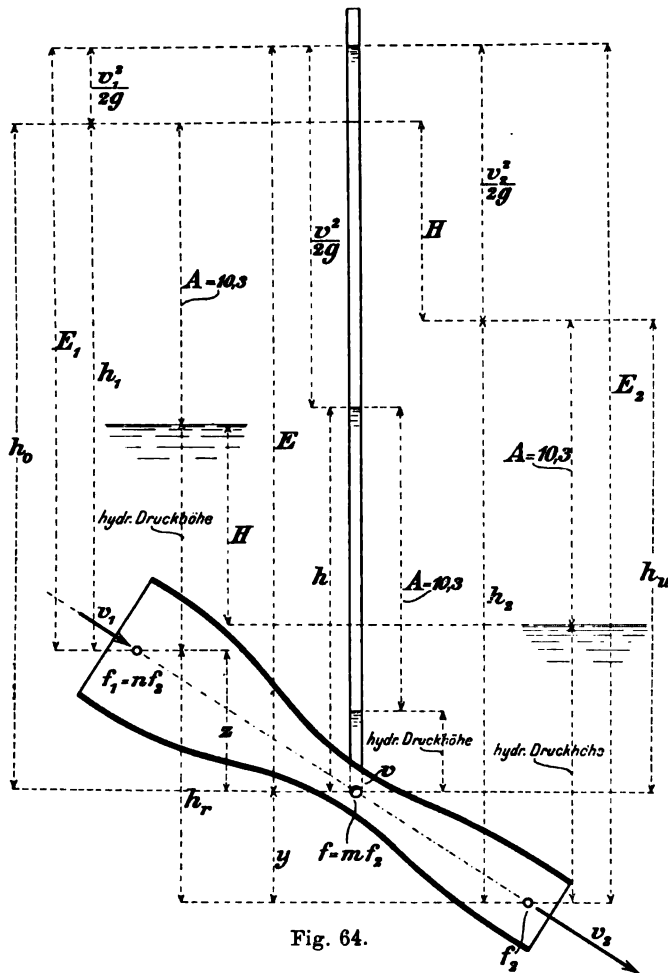 v₁²/2g
v²/2g
v₂²/2g
H
A=10,3
E₁
h₁
E
E₂
h₀
A=10,3
hydr. Druckhöhe
H
h
A=10,3
h₂
hᵤ
v₁
f₁=nf₂
z
hydr. Druckhöhe
hydr. Druckhöhe
v
hᵣ
f=mf₂
y
f₂
v₂
Fig. 64.